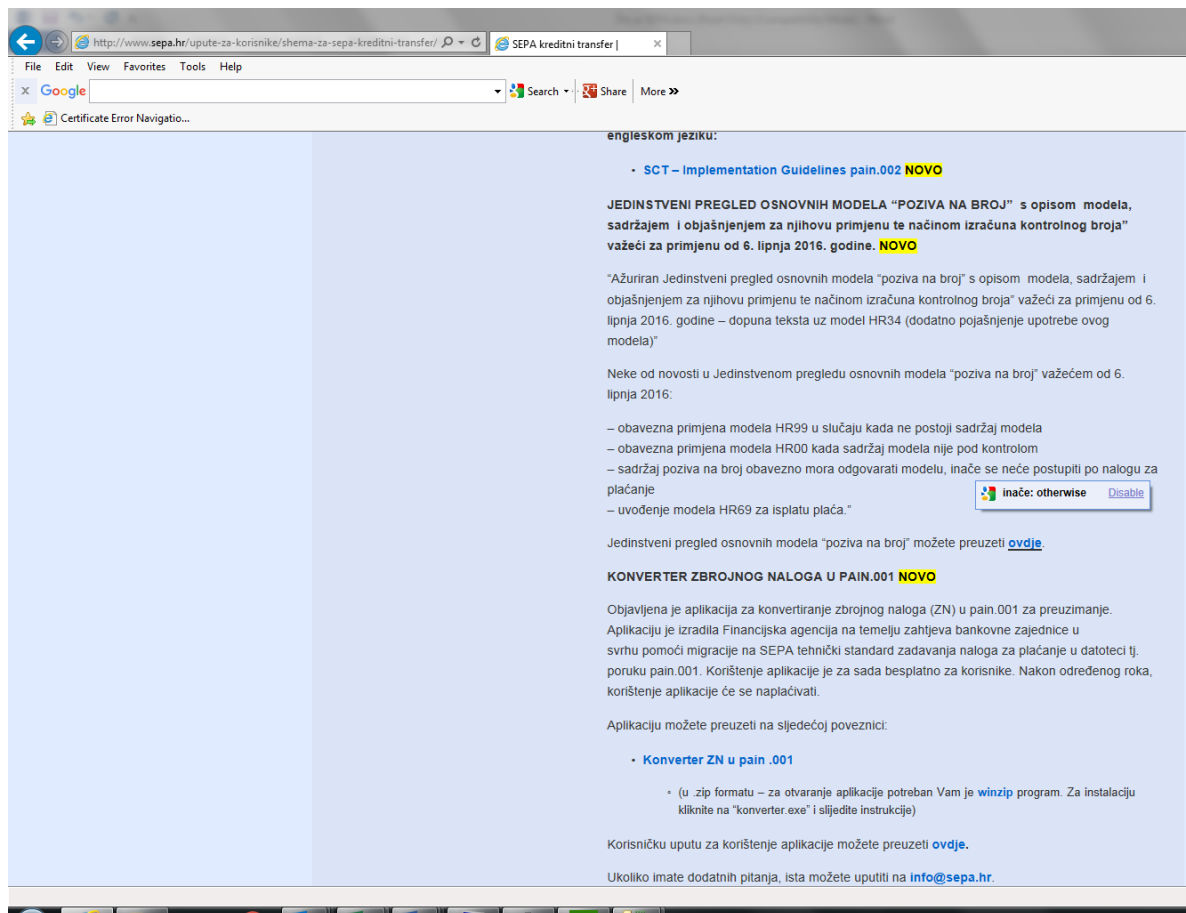 http://www.sepa.hr/upute-za-korisnike/shema-za-sepa-kreditni-transfer/
SEPA kreditni transfer |
File Edit View Favorites Tools Help
x Google Search Share More »
Certificate Error Navigatio...
engleskom jeziku:
• SCT – Implementation Guidelines pain.002 NOVO
JEDINSTVENI PREGLED OSNOVNIH MODELA “POZIVA NA BROJ” s opisom modela,
sadržajem i objašnjenjem za njihovu primjenu te načinom izračuna kontrolnog broja”
važeći za primjenu od 6. lipnja 2016. godine. NOVO
“Ažuriran Jedinstveni pregled osnovnih modela “poziva na broj” s opisom modela, sadržajem i
objašnjenjem za njihovu primjenu te načinom izračuna kontrolnog broja” važeći za primjenu od 6.
lipnja 2016. godine – dopuna teksta uz model HR34 (dodatno pojašnjenje upotrebe ovog
modela)”
Neke od novosti u Jedinstvenom pregledu osnovnih modela “poziva na broj” važećem od 6.
lipnja 2016:
– obavezna primjena modela HR99 u slučaju kada ne postoji sadržaj modela
– obavezna primjena modela HR00 kada sadržaj modela nije pod kontrolom
– sadržaj poziva na broj obavezno mora odgovarati modelu, inače se neće postupiti po nalogu za
plaćanje
inače: otherwise Disable
– uvođenje modela HR69 za isplatu plaća.”
Jedinstveni pregled osnovnih modela “poziva na broj” možete preuzeti ovdje.
KONVERTER ZBROJNOG NALOGA U PAIN.001 NOVO
Objavljena je aplikacija za konvertiranje zbrojnog naloga (ZN) u pain.001 za preuzimanje.
Aplikaciju je izradila Financijska agencija na temelju zahtjeva bankovne zajednice u
svrhu pomoći migracije na SEPA tehnički standard zadavanja naloga za plaćanje u datoteci tj.
poruku pain.001. Korištenje aplikacije je za sada besplatno za korisnike. Nakon određenog roka,
korištenje aplikacije će se naplaćivati.
Aplikaciju možete preuzeti na sljedećoj poveznici:
• Konverter ZN u pain .001
◦ (u .zip formatu – za otvaranje aplikacije potreban Vam je winzip program. Za instalaciju
kliknite na “konverter.exe” i slijedite instrukcije)
Korisničku uputu za korištenje aplikacije možete preuzeti ovdje.
Ukoliko imate dodatnih pitanja, ista možete uputiti na info@sepa.hr.